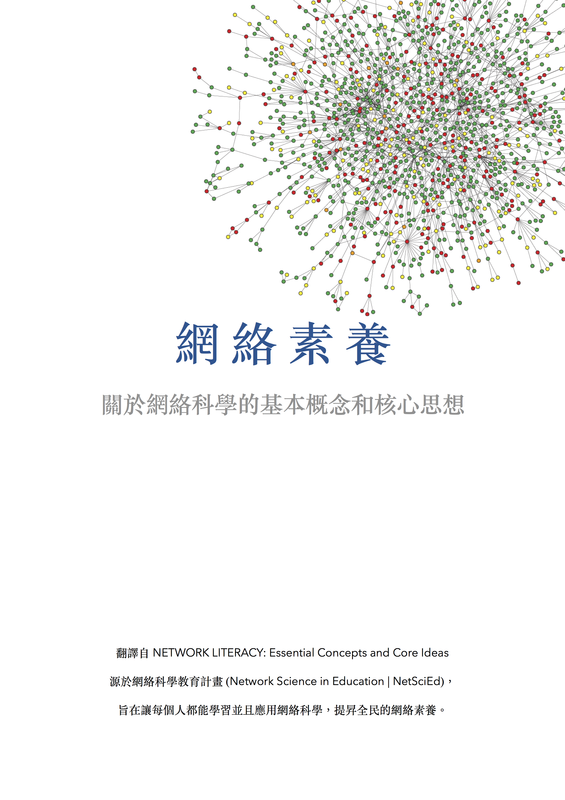 網絡素養
關於網絡科學的基本概念和核心思想
翻譯自 NETWORK LITERACY: Essential Concepts and Core Ideas
源於網絡科學教育計畫 (Network Science in Education | NetSciEd)，
旨在讓每個人都能學習並且應用網絡科學，提昇全民的網絡素養。